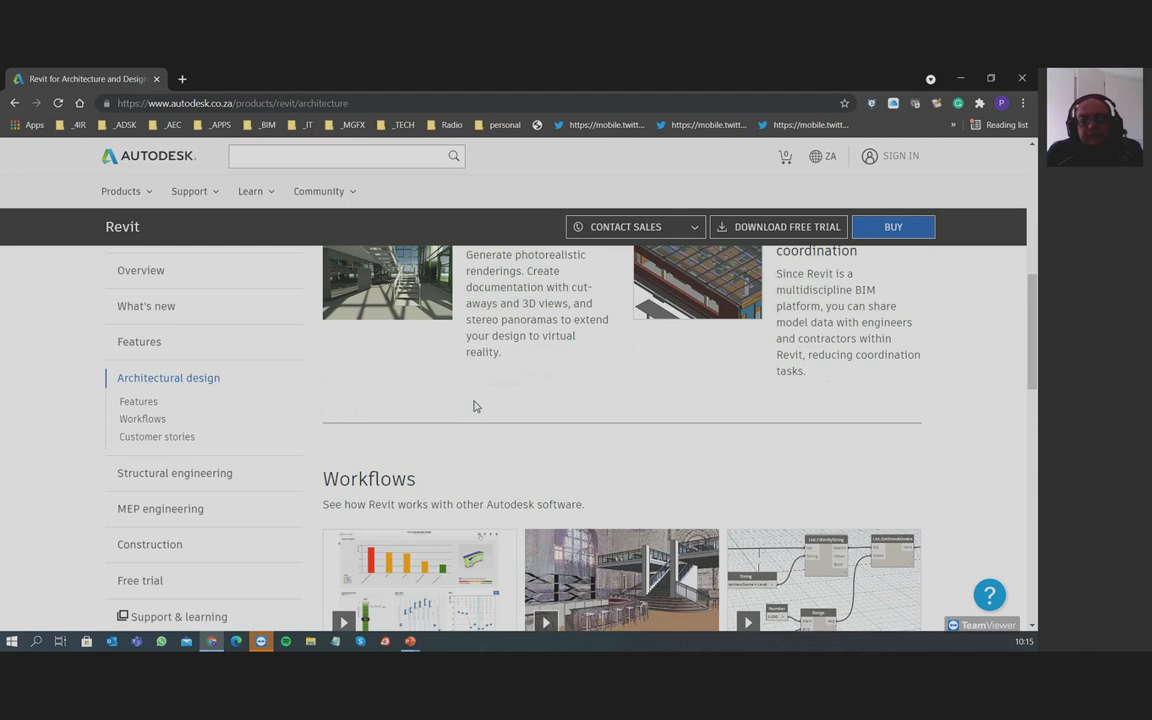 Revit for Architecture and Design
https://www.autodesk.co.za/products/revit/architecture
P
Apps
_4IR
_ADSK
_AEC
_APPS
_BIM
_IT
_MGFX
_TECH
Radio
personal
https://mobile.twitt...
https://mobile.twitt...
https://mobile.twitt...
»
Reading list
AUTODESK.
0
ZA
SIGN IN
Products
Support
Learn
Community
Revit
CONTACT SALES
DOWNLOAD FREE TRIAL
BUY
Overview
What's new
Features
Architectural design
Features
Workflows
Customer stories
Structural engineering
MEP engineering
Construction
Free trial
Support & learning
Generate photorealistic
renderings. Create
documentation with cut-
aways and 3D views, and
stereo panoramas to extend
your design to virtual
reality.
coordination
Since Revit is a
multidiscipline BIM
platform, you can share
model data with engineers
and contractors within
Revit, reducing coordination
tasks.
Workflows
See how Revit works with other Autodesk software.
String
Number
Range
?
TeamViewer
10:15